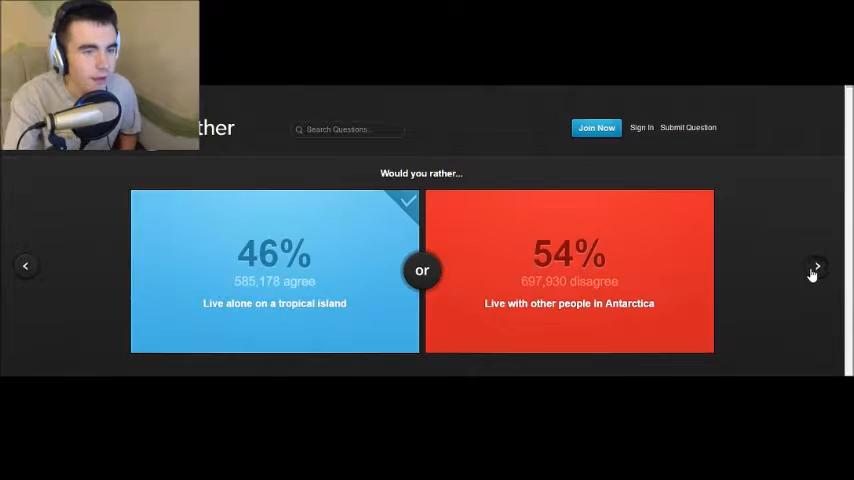 ther
Search Questions...
Join Now
Sign In
Submit Question
Would you rather...
46%
585,178 agree
Live alone on a tropical island
or
54%
697,930 disagree
Live with other people in Antarctica